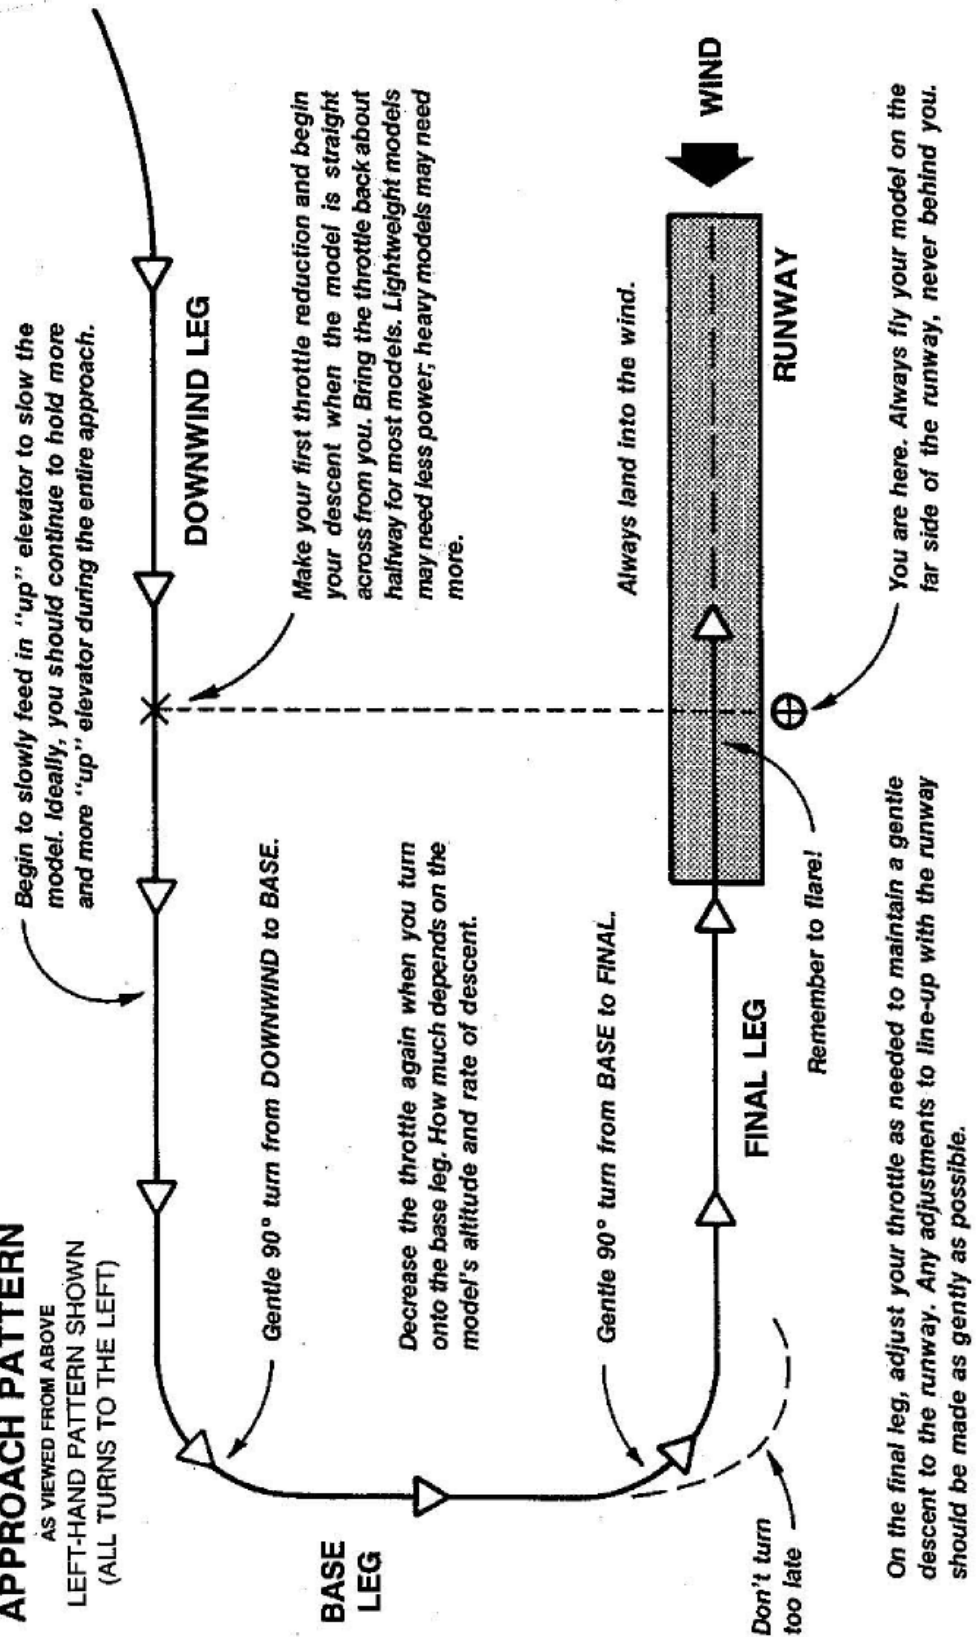 APPROACH PATTERN
AS VIEWED FROM ABOVE
LEFT-HAND PATTERN SHOWN
(ALL TURNS TO THE LEFT)
Begin to slowly feed in "up" elevator to slow the
model. Ideally, you should continue to hold more
and more "up" elevator during the entire approach.
DOWNWIND LEG
Gentle 90° turn from DOWNWIND to BASE.
Make your first throttle reduction and begin
your descent when the model is straight
across from you. Bring the throttle back about
halfway for most models. Lightweight models
may need less power; heavy models may need
more.
BASE
LEG
Decrease the throttle again when you turn
onto the base leg. How much depends on the
model's altitude and rate of descent.
Gentle 90° turn from BASE to FINAL.
Always land into the wind.
WIND
FINAL LEG
RUNWAY
Don't turn
too late
Remember to flare!
You are here. Always fly your model on the
far side of the runway, never behind you.
On the final leg, adjust your throttle as needed to maintain a gentle
descent to the runway. Any adjustments to line-up with the runway
should be made as gently as possible.